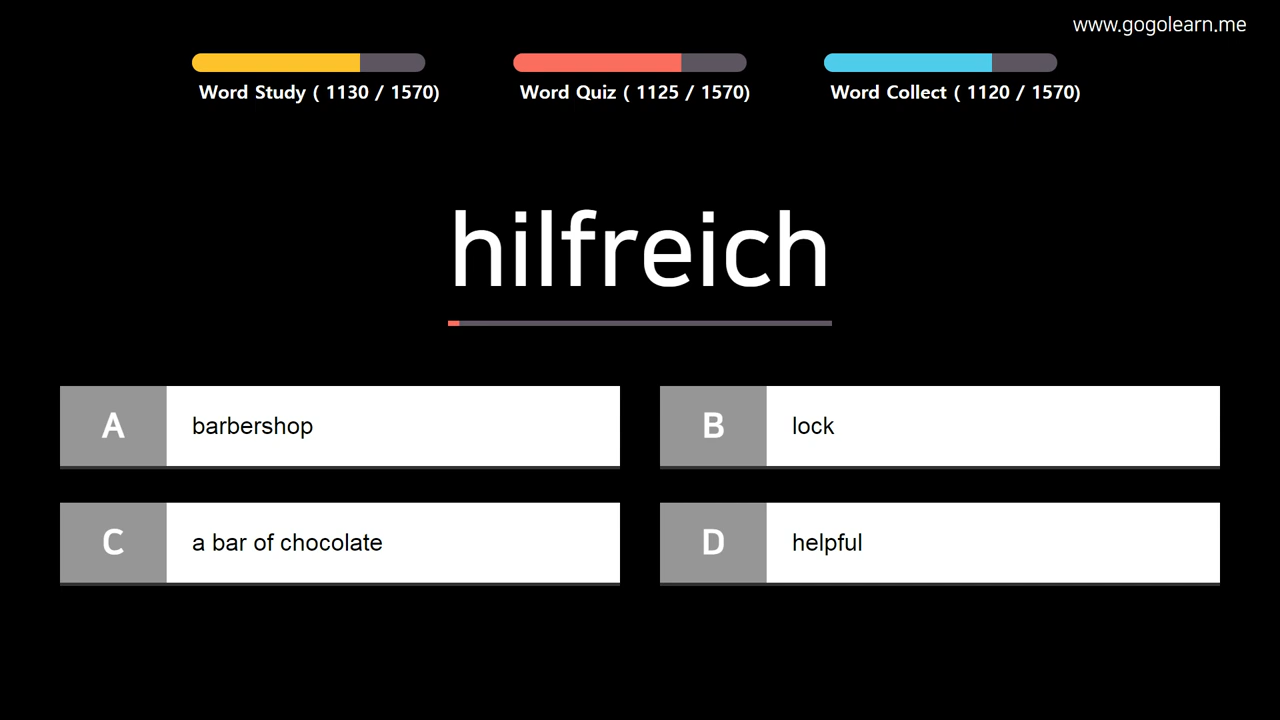 www.gogolearn.me
Word Study ( 1130 / 1570)
Word Quiz ( 1125 / 1570)
Word Collect ( 1120 / 1570)
hilfreich
A barbershop
B lock
C a bar of chocolate
D helpful